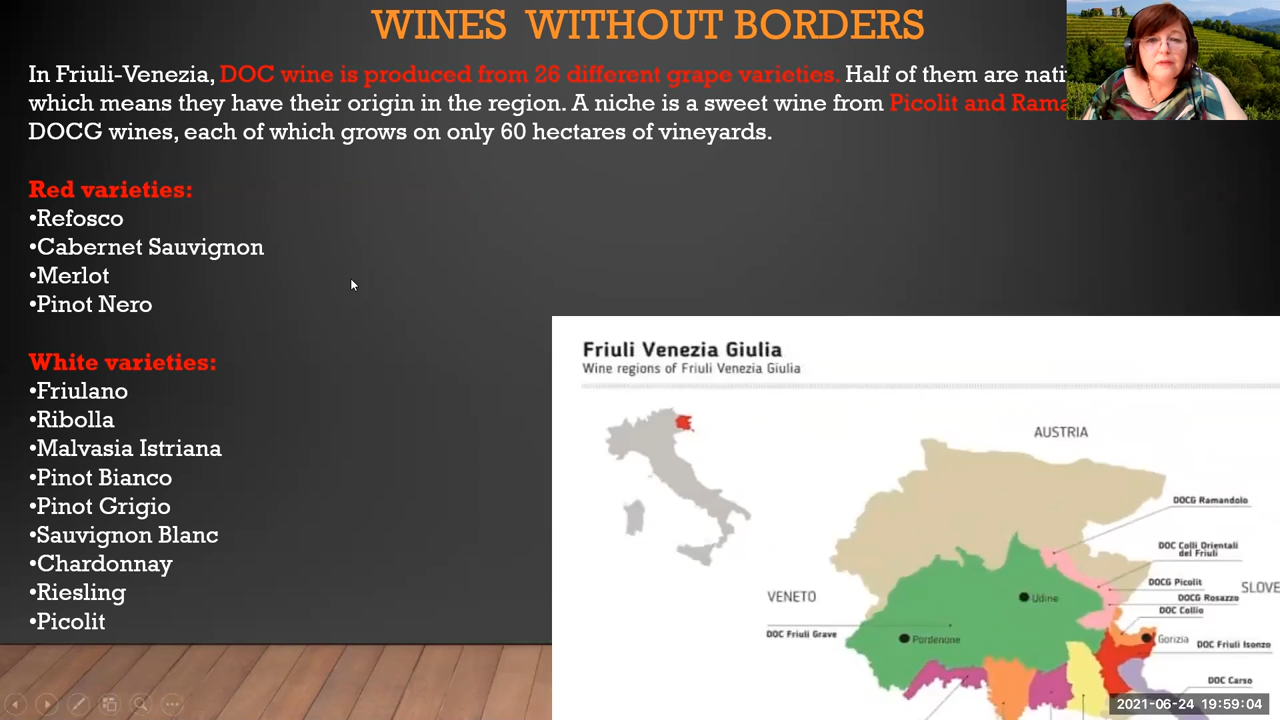 WINES WITHOUT BORDERS
In Friuli-Venezia, DOC wine is produced from 26 different grape varieties. Half of them are
which means they have their origin in the region. A niche is a sweet wine from Picolit and
DOCG wines, each of which grows on only 60 hectares of vineyards.
Red varieties:
•Refosco
•Cabernet Sauvignon
•Merlot
•Pinot Nero
White varieties:
•Friulano
•Ribolla
•Malvasia Istriana
•Pinot Bianco
•Pinot Grigio
•Sauvignon Blanc
•Chardonnay
•Riesling
•Picolit
Friuli Venezia Giulia
Wine regions of Friuli Venezia Giulia
AUSTRIA
DOCG Ramandolo
DOC Colli Orientali
del Friuli
DOCG Picolit
SLOVE
DOCG Rosazzo
VENETO
Udine
DOC Collio
DOC Friuli Grave
Pordenone
Gorizia
DOC Friuli Isonzo
DOC Carso
2021-06-24 19:59:04